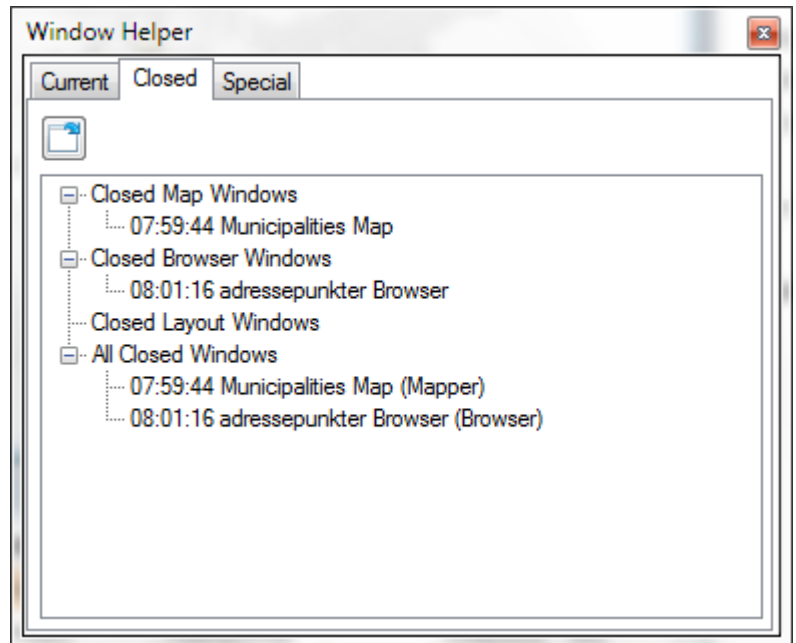 Window Helper
Current Closed Special
Closed Map Windows
07:59:44 Municipalities Map
Closed Browser Windows
08:01:16 adressepunkter Browser
Closed Layout Windows
All Closed Windows
07:59:44 Municipalities Map (Mapper)
08:01:16 adressepunkter Browser (Browser)